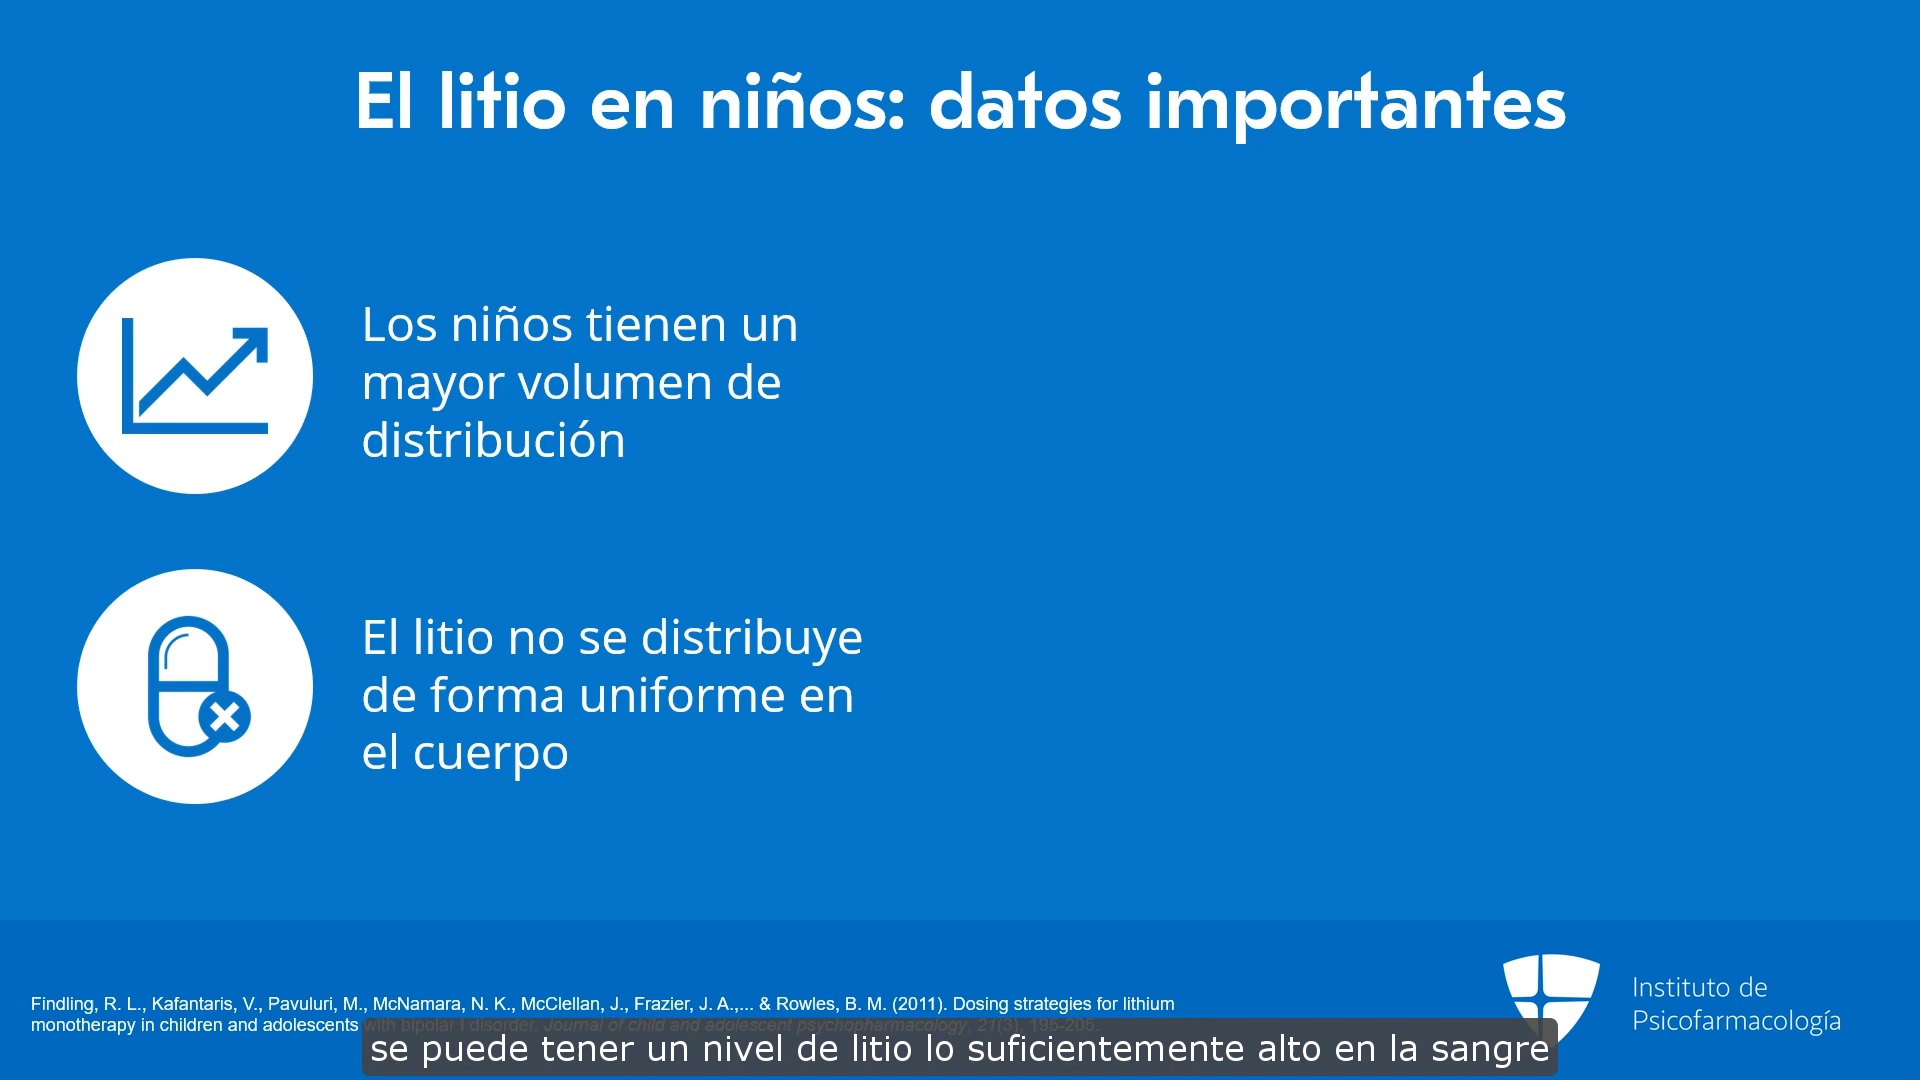 El litio en niños: datos importantes
Los niños tienen un
mayor volumen de
distribución
El litio no se distribuye
de forma uniforme en
el cuerpo
Findling, R. L., Kafantaris, V., Pavuluri, M., McNamara, N. K., McClellan, J., Frazier, J. A.,... & Rowles, B. M. (2011). Dosing strategies for lithium
monotherapy in children and adolescents with bipolar I disorder. Journal of child and adolescent psychopharmacology, 21(3), 195-205.
Instituto de
Psicofarmacología
se puede tener un nivel de litio lo suficientemente alto en la sangre